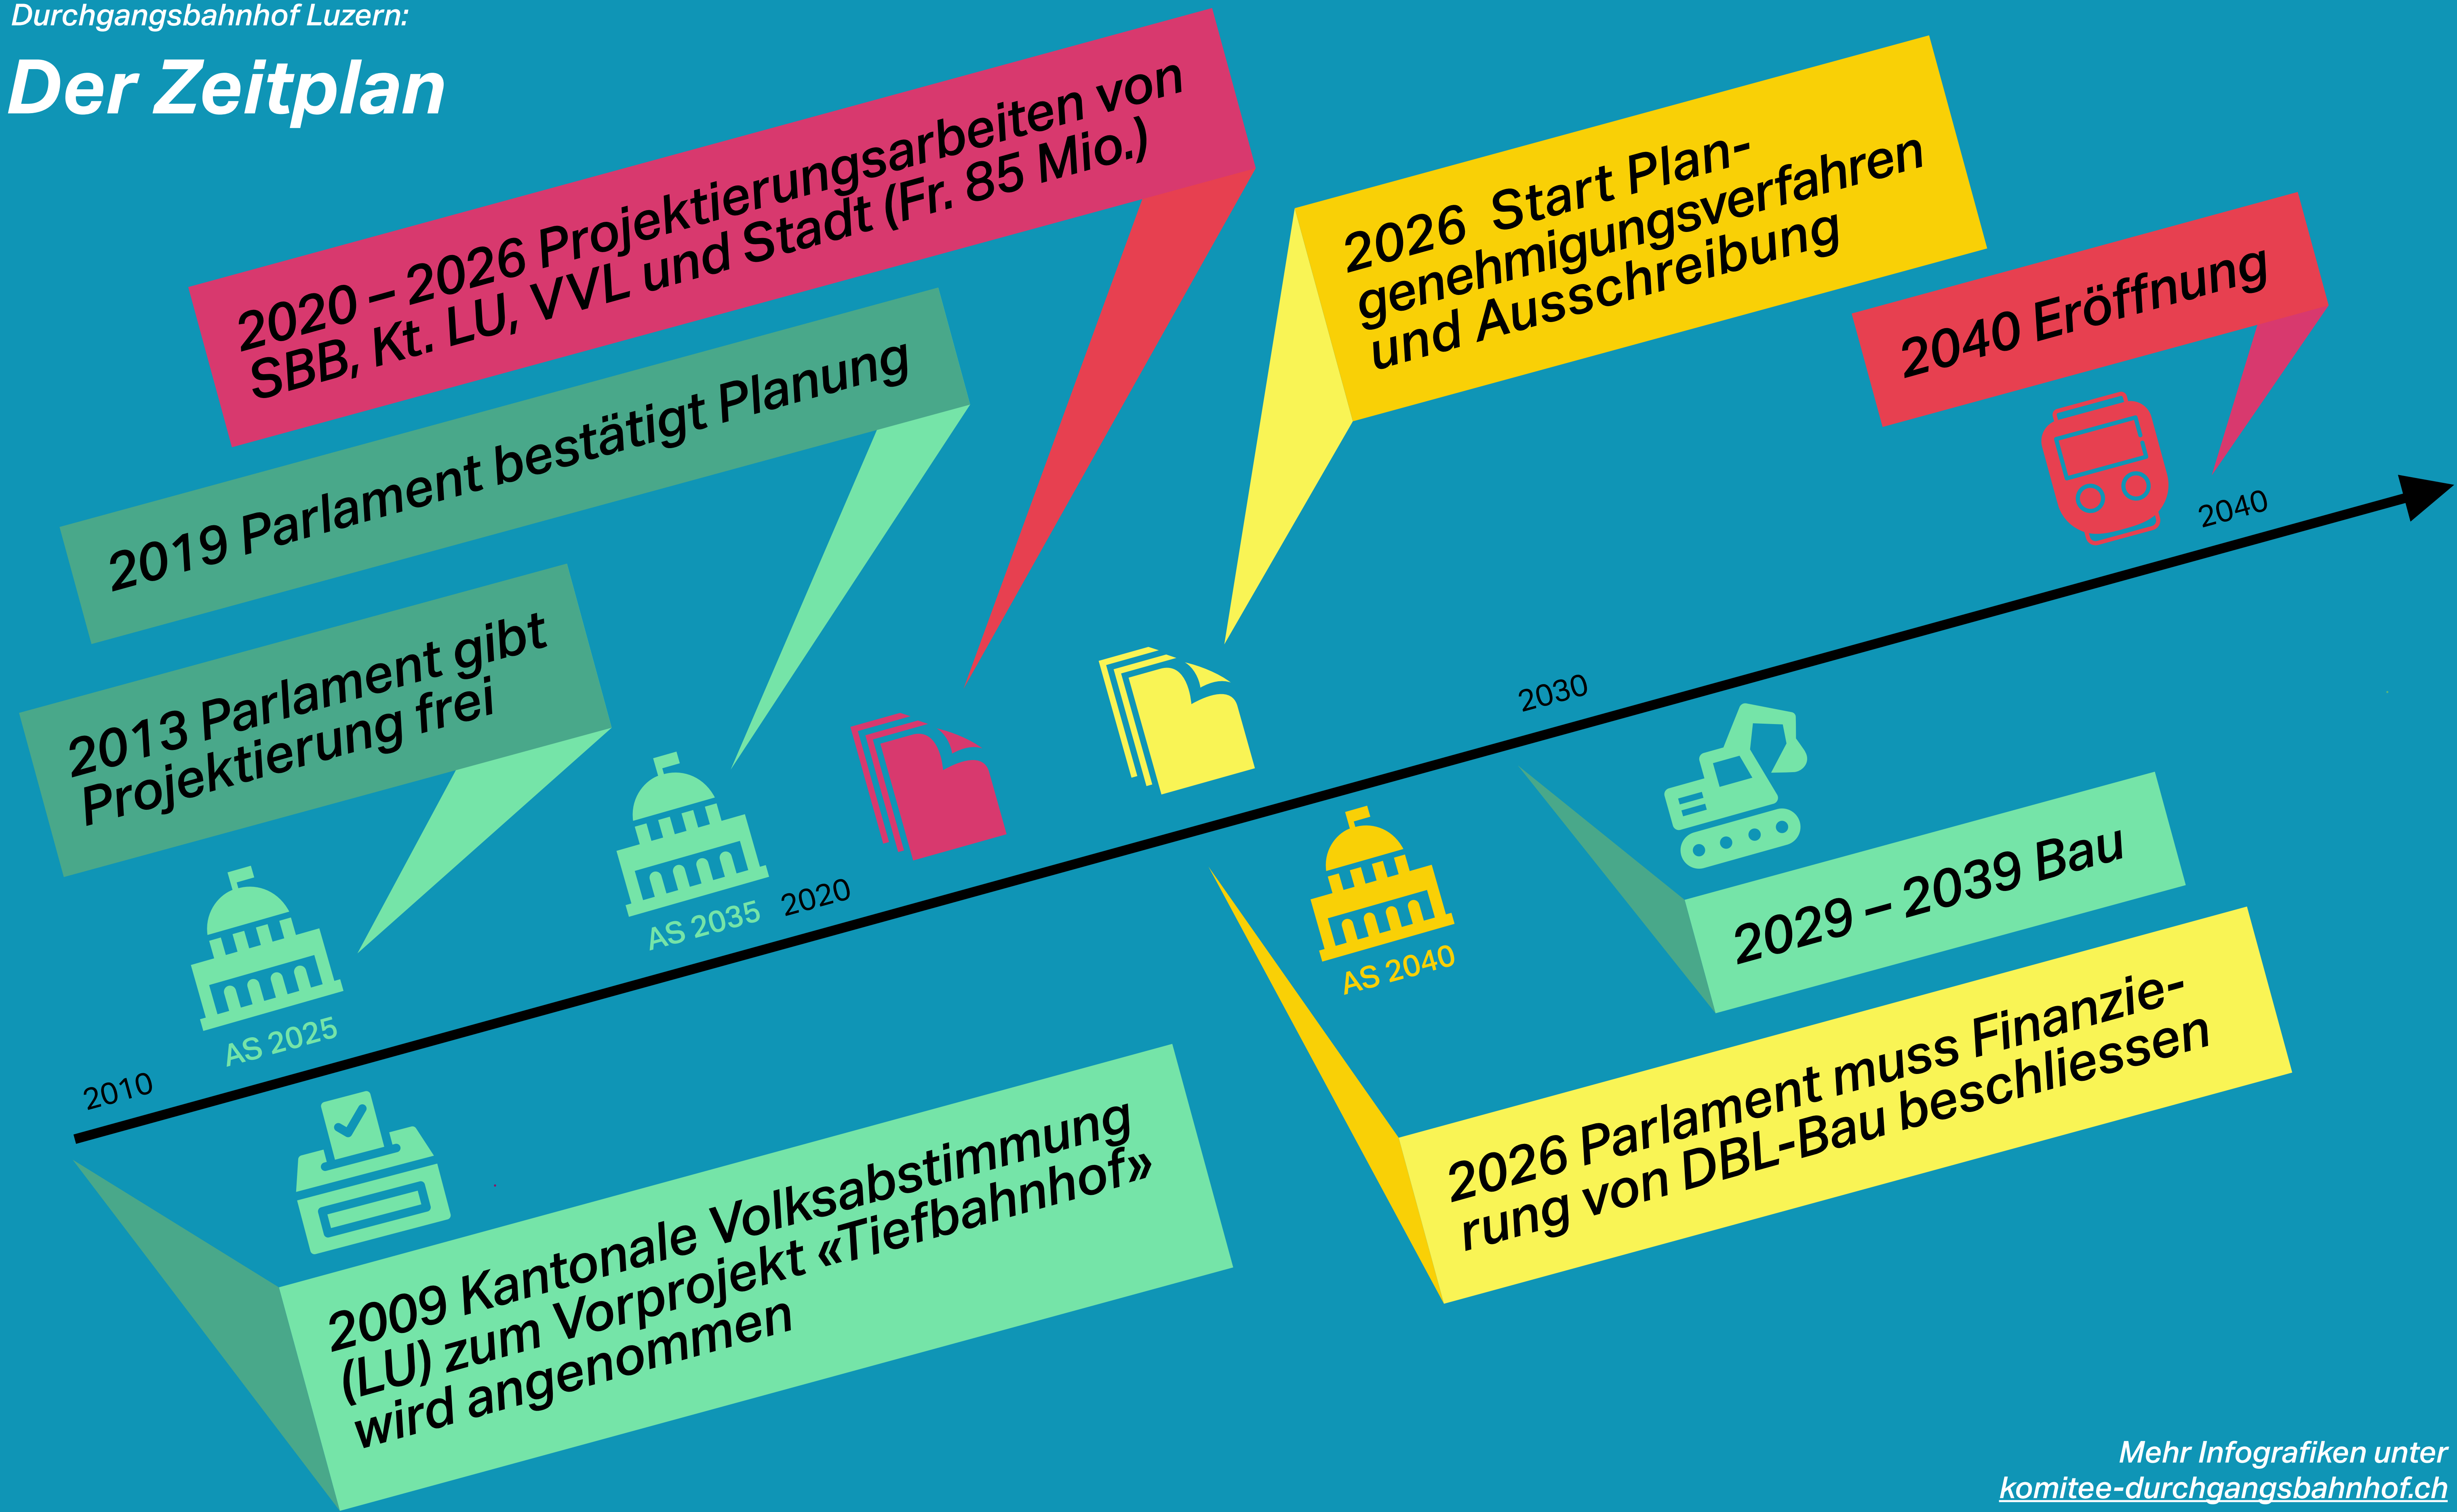 Durchgangsbahnhof Luzern:
Der Zeitplan
2020 – 2026 Projektierungsarbeiten von
SBB, Kt. LU, VVL und Stadt (Fr. 85 Mio.)
2019 Parlament bestätigt Planung
2013 Parlament gibt
Projektierung frei
2026 Start Plan-
genehmigungsverfahren
und Ausschreibung
2040 Eröffnung
2010
AS 2025
AS 2035
2020
2030
2040
AS 2040
2029 – 2039 Bau
2026 Parlament muss Finanzie-
rung von DBL-Bau beschliessen
2009 Kantonale Volksabstimmung
(LU) zum Vorprojekt «Tiefbahnhof»
wird angenommen
Mehr Infografiken unter
komitee-durchgangsbahnhof.ch